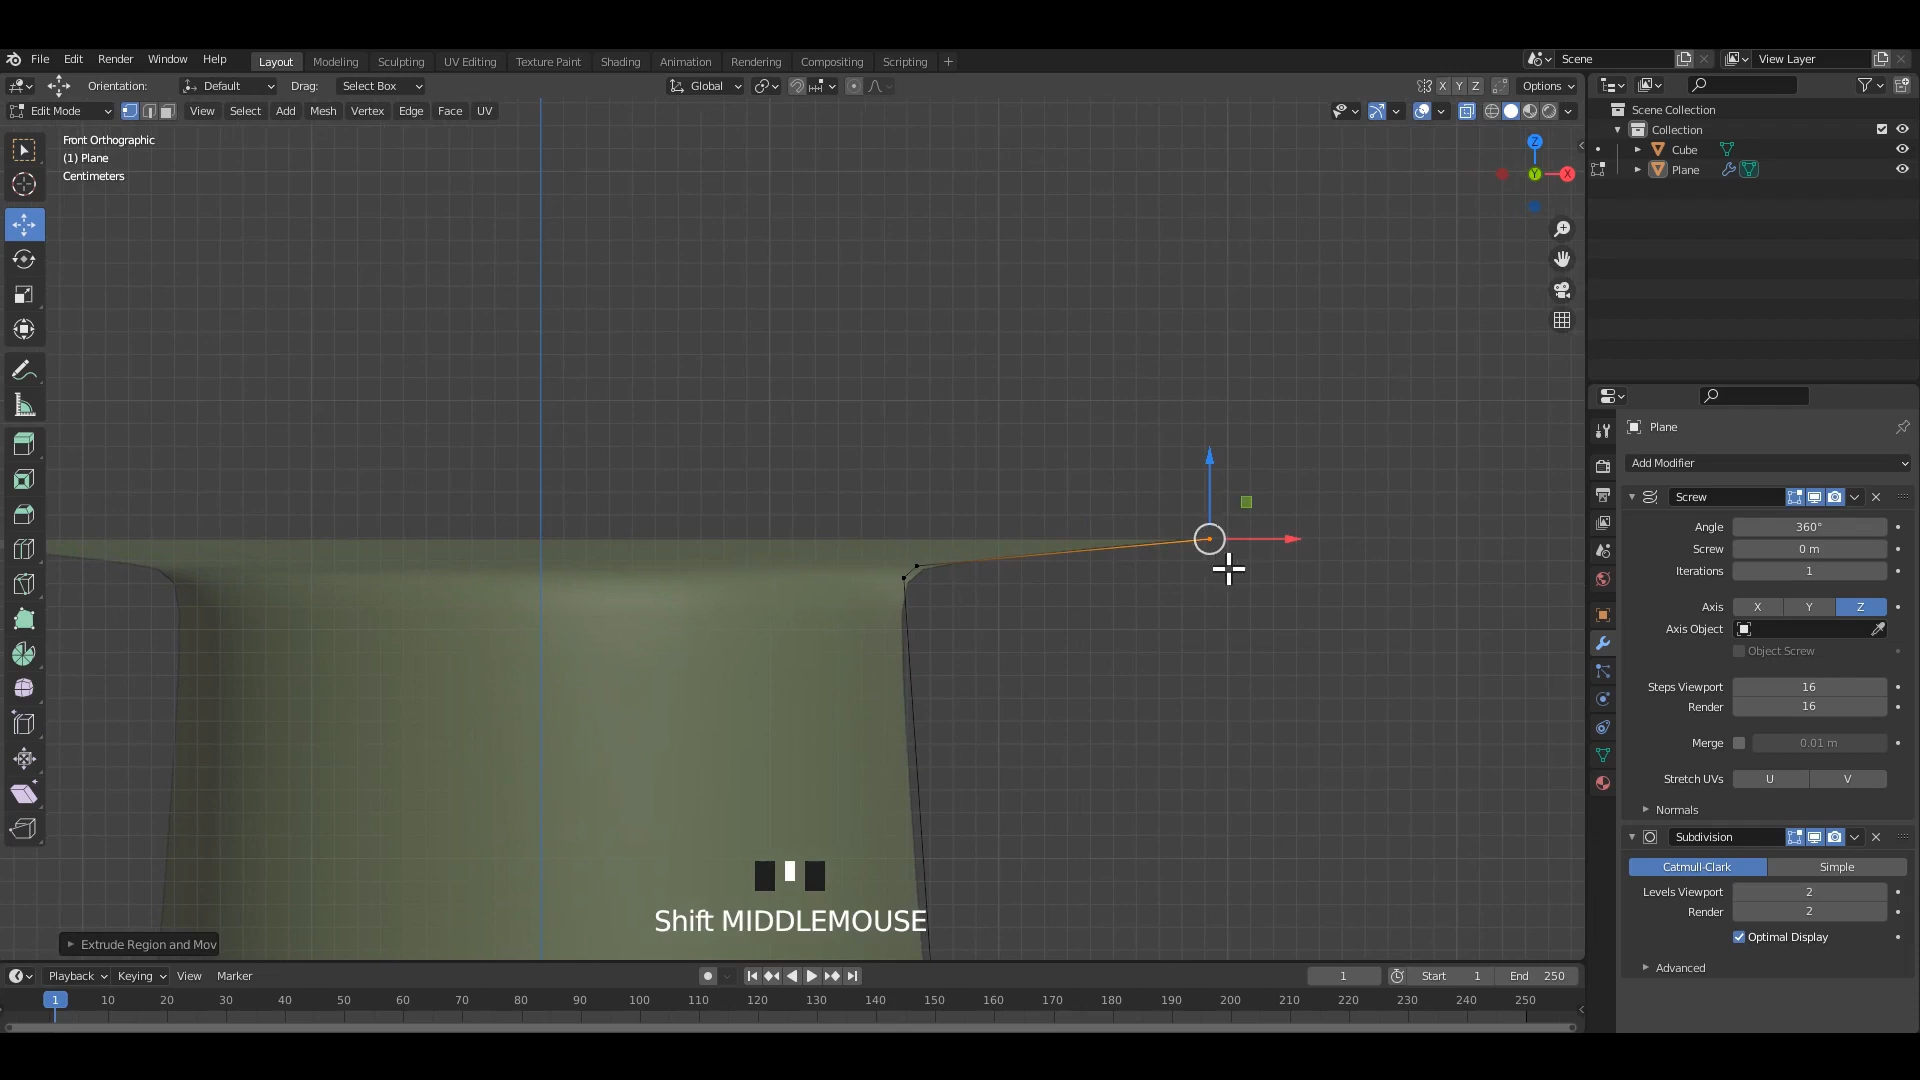 File Edit Render Window Help Layout Modeling Sculpting UV Editing Texture Paint Shading Animation Rendering Compositing Scripting + Scene View Layer
Orientation: Default Drag: Select Box Global X Y Z Options
Edit Mode View Select Add Mesh Vertex Edge Face UV
Front Orthographic
(1) Plane
Centimeters
Z
Y X
Scene Collection
Collection
Cube
Plane
Plane
Add Modifier
Screw
Angle 360°
Screw 0 m
Iterations 1
Axis X Y Z
Axis Object
Object Screw
Steps Viewport 16
Render 16
Merge 0.01 m
Stretch UVs U V
Normals
Subdivision
Catmull-Clark Simple
Levels Viewport 2
Render 2
Optimal Display
Advanced
Shift MIDDLEMOUSE
Extrude Region and Mov
Playback Keying View Marker 1 Start 1 End 250
1 10 20 30 40 50 60 70 80 90 100 110 120 130 140 150 160 170 180 190 200 210 220 230 240 250